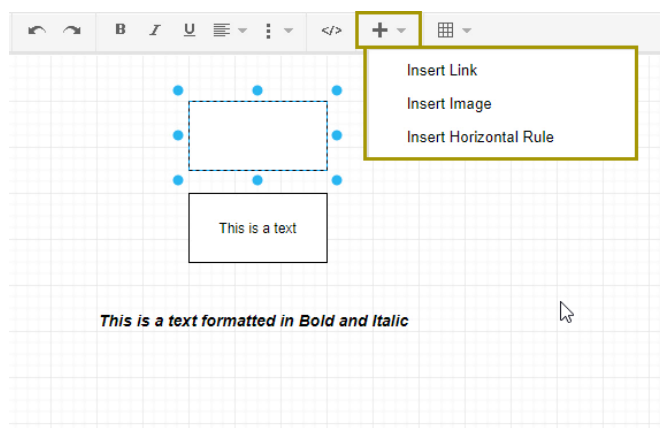 B I U </>
Insert Link
Insert Image
Insert Horizontal Rule
This is a text
This is a text formatted in Bold and Italic